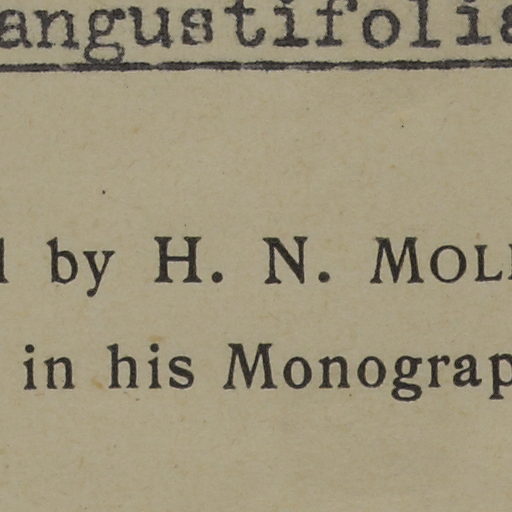 angustifolia
l by H. N. MOL
in his Monograp